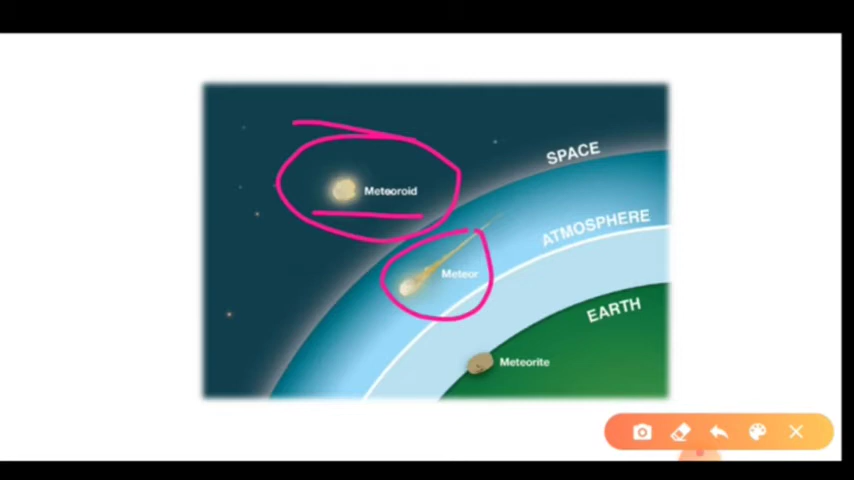 SPACE
Meteoroid
ATMOSPHERE
Meteor
EARTH
Meteorite